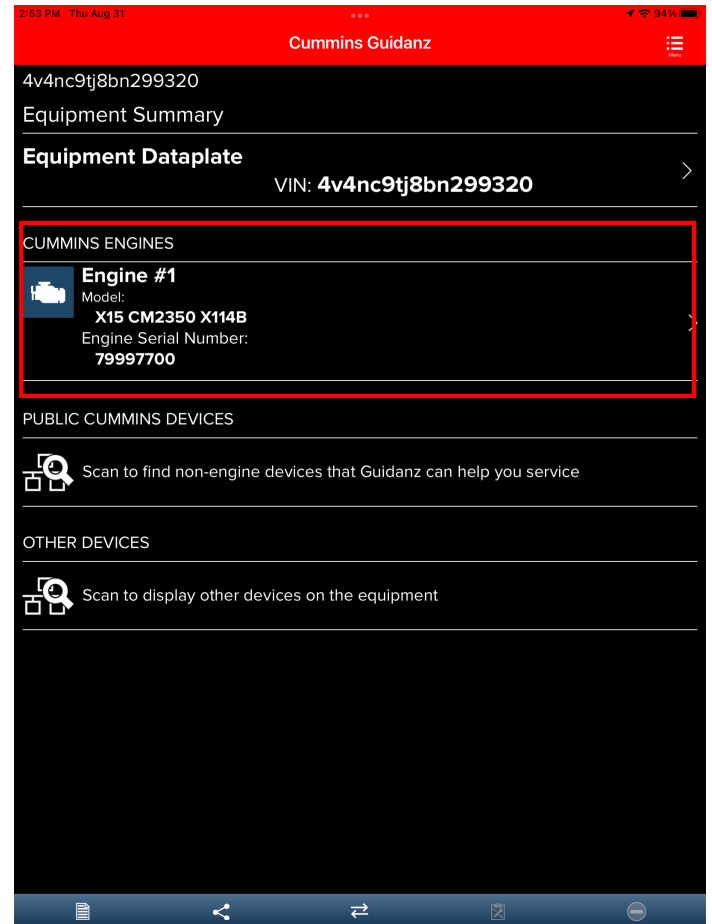 2:53 PM Thu Aug 31
94%
Cummins Guidanz
Menu
4v4nc9tj8bn299320
Equipment Summary
Equipment Dataplate
VIN: 4v4nc9tj8bn299320
CUMMINS ENGINES
Engine #1
Model:
X15 CM2350 X114B
Engine Serial Number:
79997700
PUBLIC CUMMINS DEVICES
Scan to find non-engine devices that Guidanz can help you service
OTHER DEVICES
Scan to display other devices on the equipment